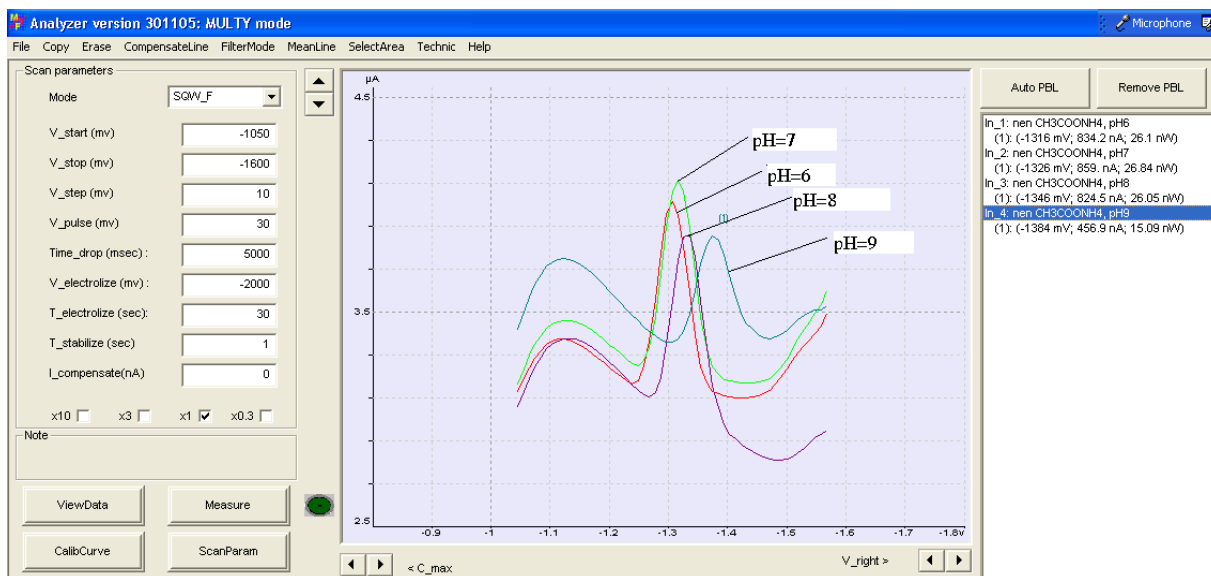 Analyzer version 301105: MULTY mode
Microphone
File Copy Erase CompensateLine FilterMode MeanLine SelectArea Technic Help
Scan parameters
Mode SQW_F
V_start (mv) -1050
V_stop (mv) -1600
V_step (mv) 10
V_pulse (mv) 30
Time_drop (msec) : 5000
V_electrolize (mv) : -2000
T_electrolize (sec): 30
T_stabilize (sec) 1
I_compensate(nA) 0
x10 x3 x1 x0.3
Note
ViewData Measure
CalibCurve ScanParam
µA
4.5
3.5
2.5
pH=7
pH=6
pH=8
(1)
pH=9
-0.9 -1 -1.1 -1.2 -1.3 -1.4 -1.5 -1.6 -1.7 -1.8v
< C_max V_right >
Auto PBL Remove PBL
In_1: nen CH3COONH4, pH6
(1): (-1316 mV; 834.2 nA; 26.1 nW)
In_2: nen CH3COONH4, pH7
(1): (-1326 mV; 859. nA; 26.84 nW)
In_3: nen CH3COONH4, pH8
(1): (-1346 mV; 824.5 nA; 26.05 nW)
In_4: nen CH3COONH4, pH9
(1): (-1384 mV; 456.9 nA; 15.09 nW)